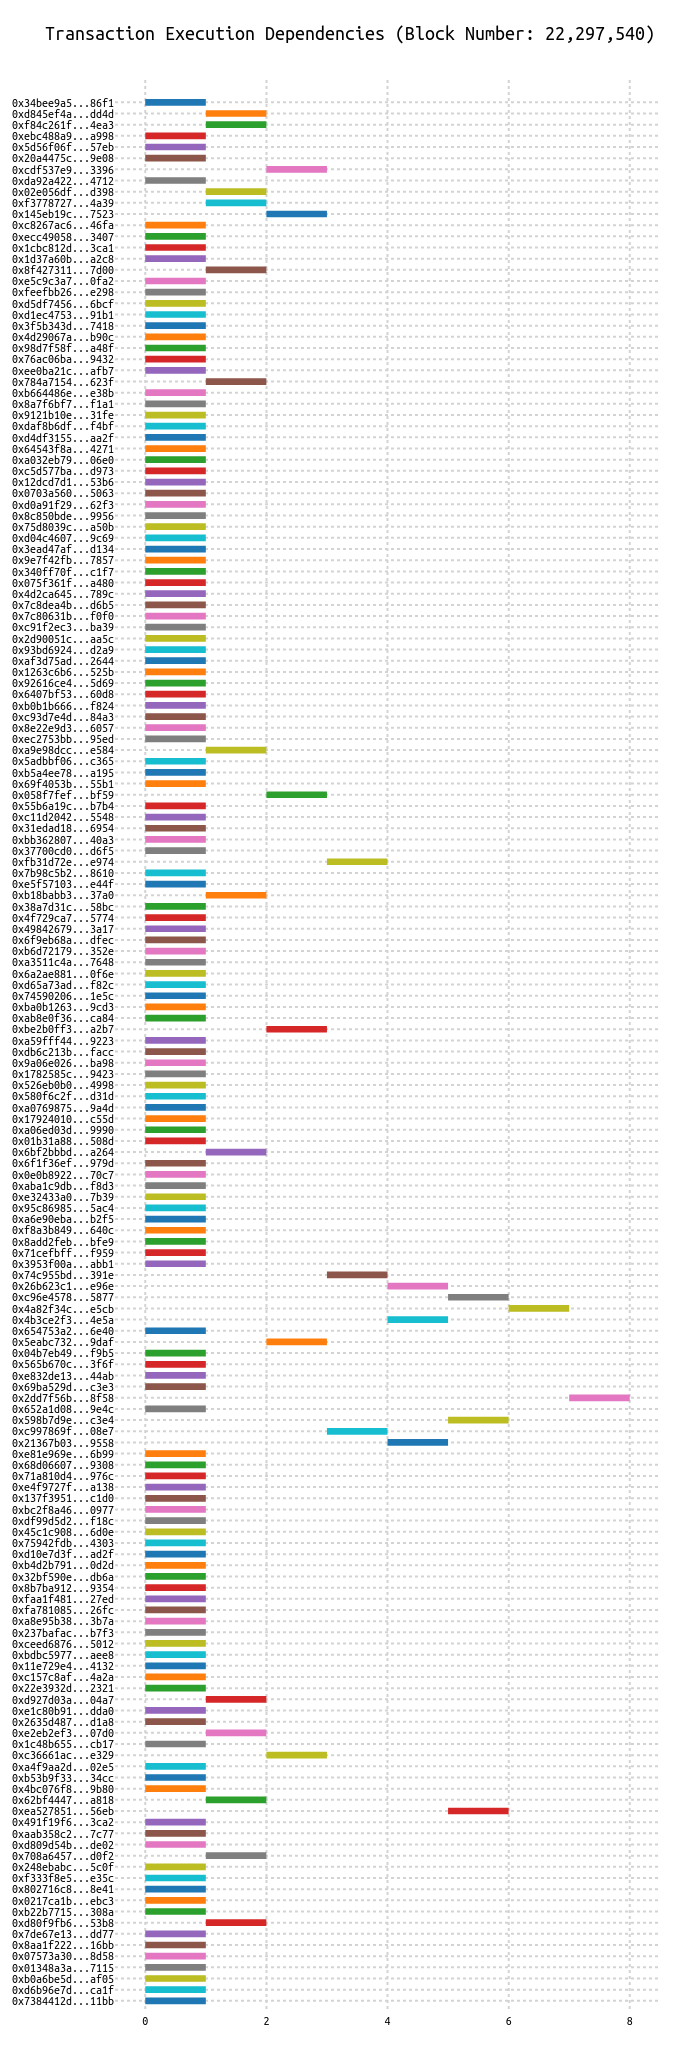 Transaction Execution Dependencies (Block Number: 22,297,540)
0x34bee9a5...86f1
0xd845ef4a...dd4d
0xf84c261f...4ea3
0xebc488a9...a998
0x5d56f06f...57eb
0x20a4475c...9e08
0xcdf537e9...3396
0xda92a422...4712
0x02e056df...d398
0xf3778727...4a39
0x145eb19c...7523
0xc8267ac6...46fa
0xecc49058...3407
0x1cbc812d...3ca1
0x1d37a60b...a2c8
0x8f427311...7d00
0xe5c9c3a7...0fa2
0xfeefbb26...e298
0xd5df7456...6bcf
0xd1ec4753...91b1
0x3f5b343d...7418
0x4d29067a...b90c
0x98d7f58f...a48f
0x76ac06ba...9432
0xee0ba21c...afb7
0x784a7154...623f
0xb664486e...e38b
0x8a7f6bf7...f1a1
0x9121b10e...31fe
0xdaf8b6df...f4bf
0xd4df3155...aa2f
0x64543f8a...4271
0xa032eb79...06e0
0xc5d577ba...d973
0x12dcd7d1...53b6
0x0703a560...5063
0xd0a91f29...62f3
0x8c850bde...9956
0x75d8039c...a50b
0xd04c4607...9c69
0x3ead47af...d134
0x9e7f42fb...7857
0x340ff70f...c1f7
0x075f361f...a480
0x4d2ca645...789c
0x7c8dea4b...d6b5
0x7c80631b...f0f0
0xc91f2ec3...ba39
0x2d90051c...aa5c
0x93bd6924...d2a9
0xaf3d75ad...2644
0x1263c6b6...525b
0x92616ce4...5d69
0x6407bf53...60d8
0xb0b1b666...f824
0xc93d7e4d...84a3
0x8e22e9d3...6057
0xec2753bb...95ed
0xa9e98dcc...e584
0x5adbbf06...c365
0xb5a4ee78...a195
0x69f4053b...55b1
0x058f7fef...bf59
0x55b6a19c...b7b4
0xc11d2042...5548
0x31edad18...6954
0xbb362807...40a3
0x37700cd0...d6f5
0xfb31d72e...e974
0x7b98c5b2...8610
0xe5f57103...e44f
0xb18babb3...37a0
0x38a7d31c...58bc
0x4f729ca7...5774
0x49842679...3a17
0x6f9eb68a...dfec
0xb6d72179...352e
0xa3511c4a...7648
0x6a2ae881...0f6e
0xd65a73ad...f82c
0x74590206...1e5c
0xba0b1263...9cd3
0xab8e0f36...ca84
0xbe2b0ff3...a2b7
0xa59fff44...9223
0xdb6c213b...facc
0x9a06e026...ba98
0x1782585c...9423
0x526eb0b0...4998
0x580f6c2f...d31d
0xa0769875...9a4d
0x17924010...c55d
0xa06ed03d...9990
0x01b31a88...508d
0x6bf2bbbd...a264
0x6f1f36ef...979d
0x0e0b8922...70c7
0xaba1c9db...f8d3
0xe32433a0...7b39
0x95c86985...5ac4
0xa6e90eba...b2f5
0xf8a3b849...640c
0x8add2feb...bfe9
0x71cefbff...f959
0x3953f00a...abb1
0x74c955bd...391e
0x26b623c1...e96e
0xc96e4578...5877
0x4a82f34c...e5cb
0x4b3ce2f3...4e5a
0x654753a2...6e40
0x5eabc732...9daf
0x04b7eb49...f9b5
0x565b670c...3f6f
0xe832de13...44ab
0x69ba529d...c3e3
0x2dd7f56b...8f58
0x652a1d08...9e4c
0x598b7d9e...c3e4
0xc997869f...08e7
0x21367b03...9558
0xe81e969e...6b99
0x68d06607...9308
0x71a810d4...976c
0xe4f9727f...a138
0x137f3951...c1d0
0xbc2f8a46...0977
0xdf99d5d2...f18c
0x45c1c908...6d0e
0x75942fdb...4303
0xd10e7d3f...ad2f
0xb4d2b791...0d2d
0x32bf590e...db6a
0x8b7ba912...9354
0xfaa1f481...27ed
0xfa781085...26fc
0xa8e95b38...3b7a
0x237bafac...b7f3
0xceed6876...5012
0xbdbc5977...aee8
0x11e729e4...4132
0xc157c8af...4a2a
0x22e3932d...2321
0xd927d03a...04a7
0xe1c80b91...dda0
0x2635d487...d1a8
0xe2eb2ef3...07d0
0x1c48b655...cb17
0xc36661ac...e329
0xa4f9aa2d...02e5
0xb53b9f33...34cc
0x4bc076f8...9b80
0x62bf4447...a818
0xea527851...56eb
0x491f19f6...3ca2
0xaab358c2...7c77
0xd809d54b...de02
0x708a6457...d0f2
0x248ebabc...5c0f
0xf333f8e5...e35c
0x802716c8...8e41
0x0217ca1b...ebc3
0xb22b7715...308a
0xd80f9fb6...53b8
0x7de67e13...dd77
0x8aa1f222...16bb
0x07573a30...8d58
0x01348a3a...7115
0xb0a6be5d...af05
0xd6b96e7d...ca1f
0x7384412d...11bb
0 2 4 6 8